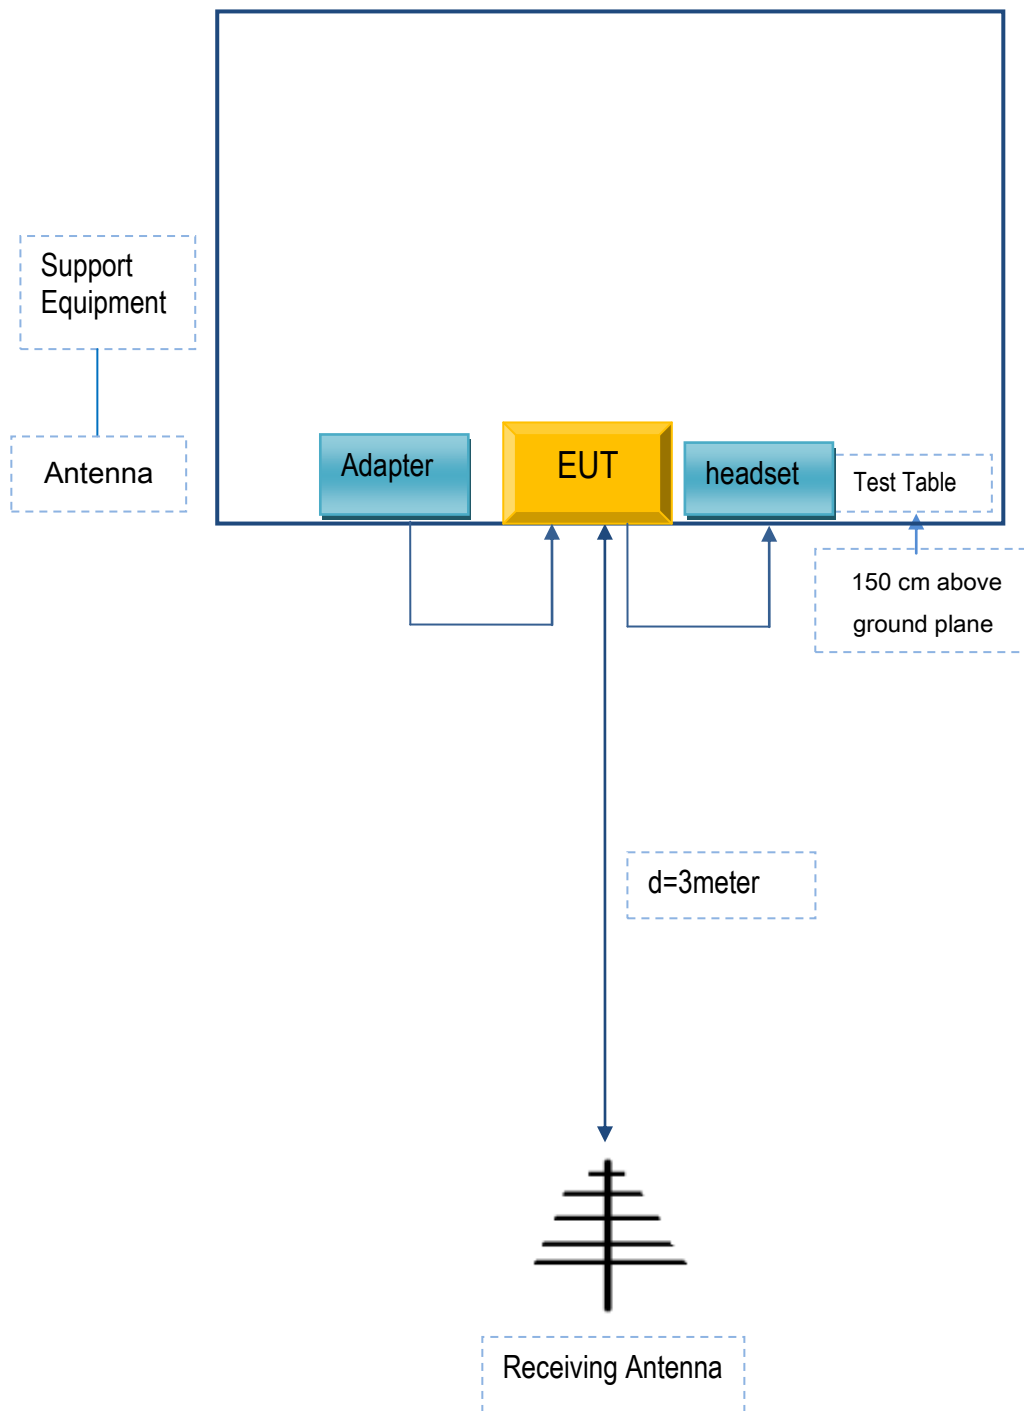 Support
Equipment
Antenna
Adapter
EUT
headset
Test Table
150 cm above
ground plane
d=3meter
Receiving Antenna